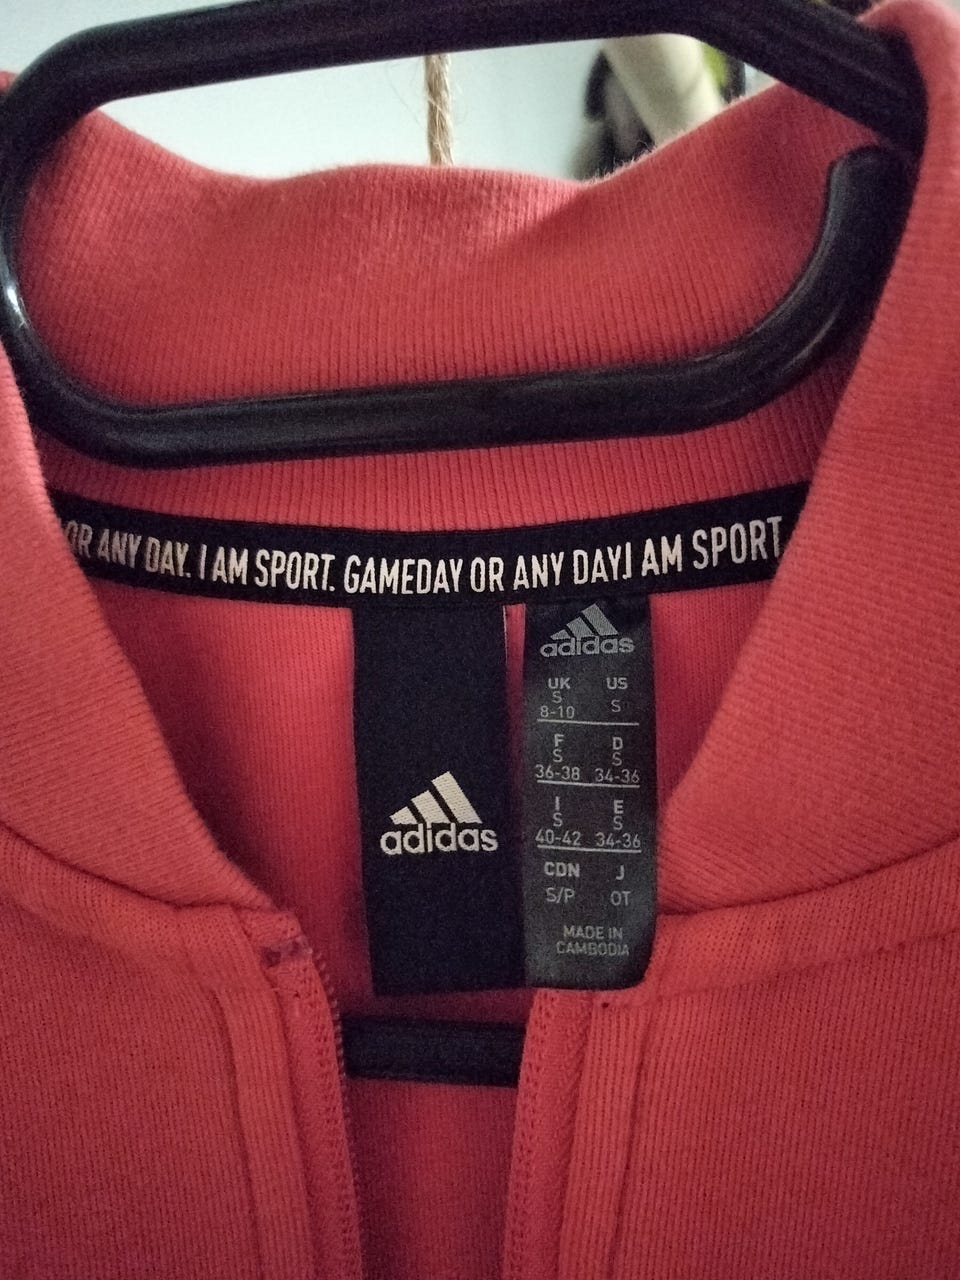 OR ANY DAY. I AM SPORT. GAMEDAY OR ANY DAY. I AM SPORT.
adidas
adidas
UK US
S S
8-10
F D
S S
36-38 34-36
I E
S S
40-42 34-36
CDN J
S/P OT
MADE IN
CAMBODIA